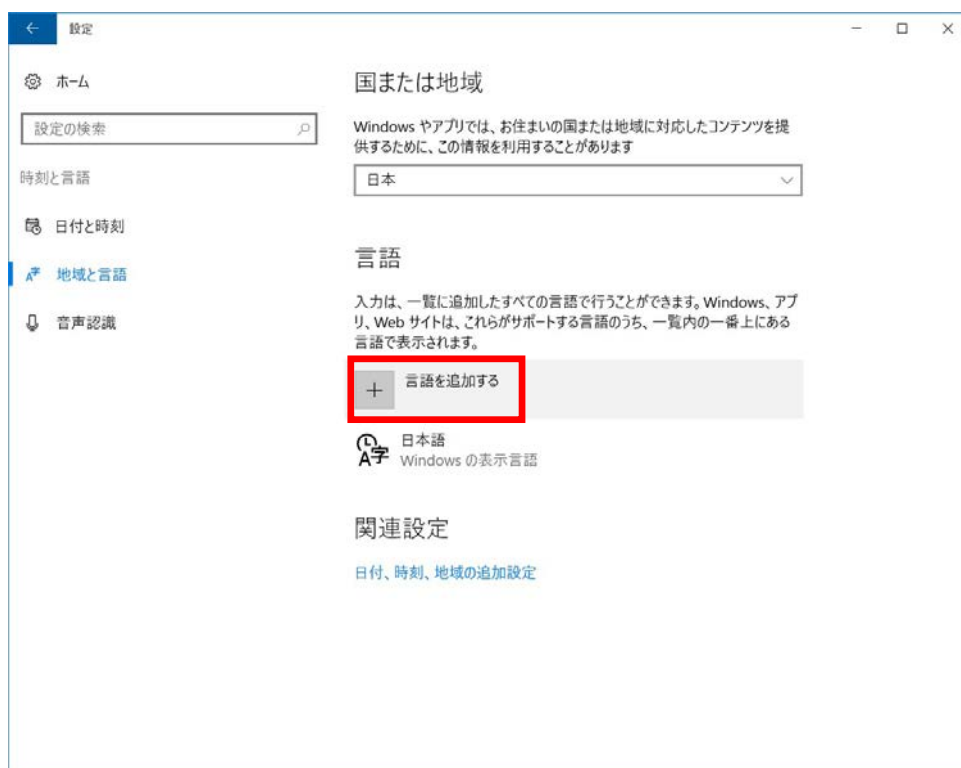 設定
ホーム
設定の検索
時刻と言語
日付と時刻
地域と言語
音声認識
国または地域
Windows やアプリでは、お住まいの国または地域に対応したコンテンツを提
供するために、この情報を利用することがあります
日本
言語
入力は、一覧に追加したすべての言語で行うことができます。Windows、アプ
リ、Web サイトは、これらがサポートする言語のうち、一覧内の一番上にある
言語で表示されます。
言語を追加する
日本語
Windows の表示言語
関連設定
日付、時刻、地域の追加設定